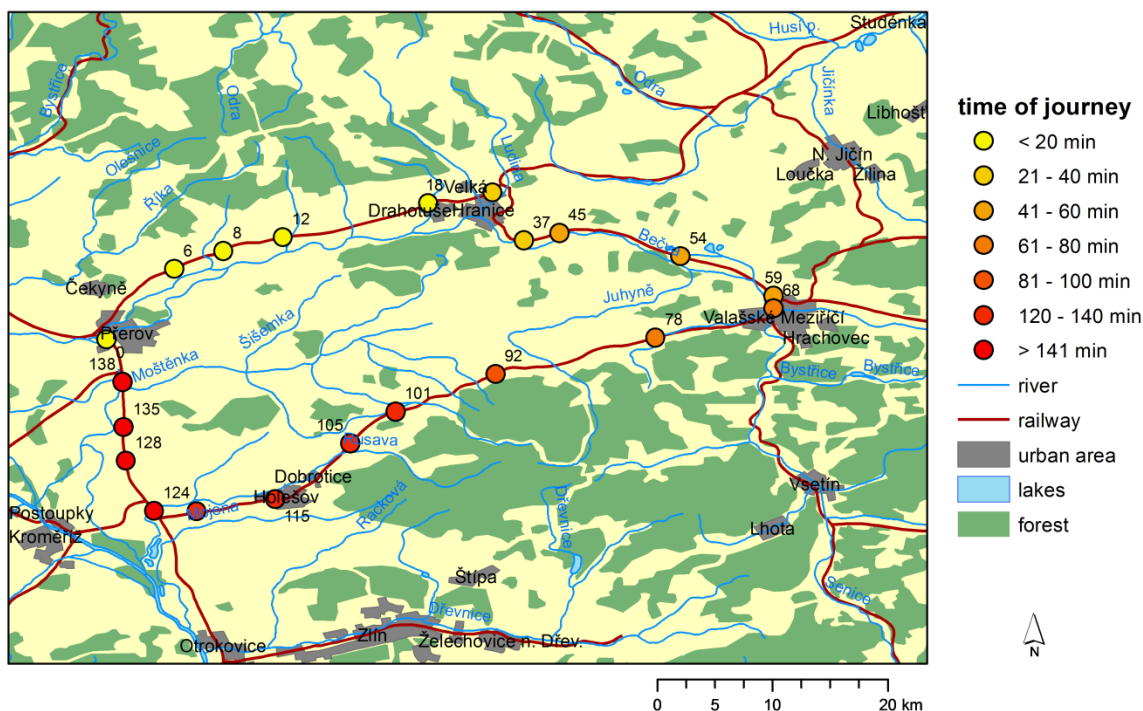 Husí p.
Studénka
Bystřice
Odra
Odra
Jičínka
Libhošť
Olešnice
Ludina
N. Jičín
Loučka
Žilina
Říka
18
Velká
Drahotuše
Hranice
12
8
6
37
45
Bečva
54
Čekyně
59
68
Juhyně
Valašské Meziříčí
Hrachovec
Přerov
0
Šišemka
78
138
Moštěnka
92
Bystřice
Bystřice
101
135
105
Rusava
128
Dobrotice
Holešov
115
124
Mojena
Racková
Dřevnice
Vsetín
Postoupky
Kroměříž
Lhota
Štípa
Senice
Dřevnice
Otrokovice
Zlín
Želechovice n. Dřev.
time of journey
< 20 min
21 - 40 min
41 - 60 min
61 - 80 min
81 - 100 min
120 - 140 min
> 141 min
river
railway
urban area
lakes
forest
N
0 5 10 20 km